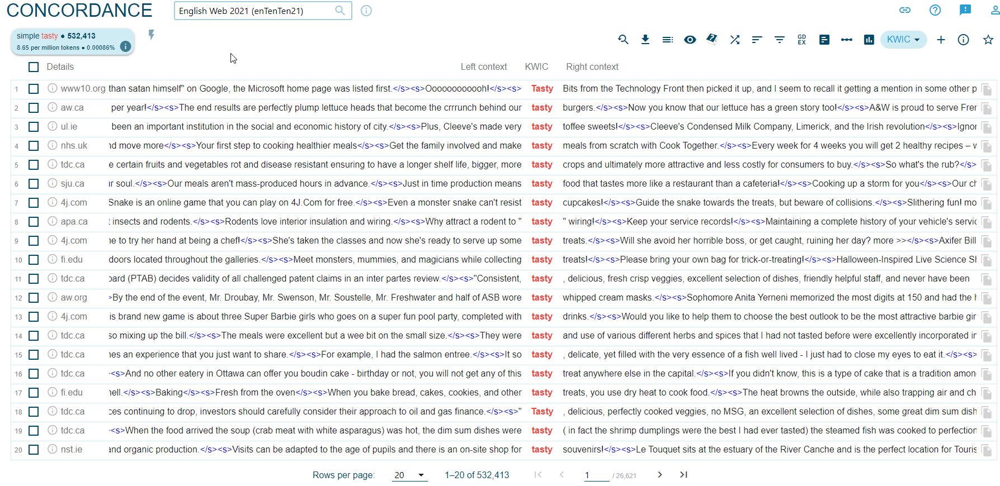 CONCORDANCE
English Web 2021 (enTenTen21)
simple tasty ● 532,413
8.65 per million tokens ● 0.00086%
GD EX
KWIC
Details Left context KWIC Right context
1 www10.org than satan himself" on Google, the Microsoft home page was listed first.</s><s>Ooooooooooooh!</s><s> Tasty Bits from the Technology Front then picked it up, and I seem to recall it getting a mention in some other p
2 aw.ca per year!</s><s>The end results are perfectly plump lettuce heads that become the crrrunch behind our tasty burgers.</s><s>Now you know that our lettuce has a green story too!</s><s>A&W is proud to serve Frer
3 ul.ie been an important institution in the social and economic history of city.</s><s>Plus, Cleeve's made very tasty toffee sweets!</s><s>Cleeve's Condensed Milk Company, Limerick, and the Irish revolution</s><s>Ignor
4 nhs.uk nd move more</s><s>Your first step to cooking healthier meals</s><s>Get the family involved and make tasty meals from scratch with Cook Together.</s><s>Every week for 4 weeks you will get 2 healthy recipes – w
5 tdc.ca e certain fruits and vegetables rot and disease resistant ensuring to have a longer shelf life, bigger, more tasty crops and ultimately more attractive and less costly for consumers to buy.</s><s>So what's the rub?</s>
6 sju.ca ur soul.</s><s>Our meals aren't mass-produced hours in advance.</s><s>Just in time production means tasty food that tastes more like a restaurant than a cafeteria!</s><s>Cooking up a storm for you</s><s>Our ch
7 4j.com Snake is an online game that you can play on 4J.Com for free.</s><s>Even a monster snake can't resist tasty cupcakes!</s><s>Guide the snake towards the treats, but beware of collisions.</s><s>Slithering fun! mo
8 apa.ca t insects and rodents.</s><s>Rodents love interior insulation and wiring.</s><s>Why attract a rodent to " tasty " wiring!</s><s>Keep your service records!</s><s>Maintaining a complete history of your vehicle's servic
9 4j.com ne to try her hand at being a chef!</s><s>She's taken the classes and now she's ready to serve up some tasty treats.</s><s>Will she avoid her horrible boss, or get caught, ruining her day? more >></s><s>Axifer Bill
10 fi.edu doors located throughout the galleries.</s><s>Meet monsters, mummies, and magicians while collecting tasty treats!</s><s>Please bring your own bag for trick-or-treating!</s><s>Halloween-Inspired Live Science Sh
11 tdc.ca oard (PTAB) decides validity of all challenged patent claims in an inter partes review.</s><s>"Consistent, tasty , delicious, fresh crisp veggies, excellent selection of dishes, friendly helpful staff, and never have been
12 aw.org >By the end of the event, Mr. Droubay, Mr. Swenson, Mr. Soustelle, Mr. Freshwater and half of ASB wore tasty whipped cream masks.</s><s>Sophomore Anita Yerneni memorized the most digits at 150 and had the h
13 4j.com is brand new game is about three Super Barbie girls who goes on a super fun pool party, completed with tasty drinks.</s><s>Would you like to help them to choose the best outlook to be the most attractive barbie gir
14 tdc.ca so mixing up the bill.</s><s>The meals were excellent but a wee bit on the small size.</s><s>They were tasty and use of various different herbs and spices that I had not tasted before were excellently incorporated in
15 tdc.ca nes an experience that you just want to share.</s><s>For example, I had the salmon entree.</s><s>It so tasty , delicate, yet filled with the very essence of a fish well lived - I just had to close my eyes to eat it.</s><s>
16 tdc.ca <s>And no other eatery in Ottawa can offer you boudin cake - birthday or not, you will not get any of this tasty treat anywhere else in the capital.</s><s>If you didn't know, this is a type of cake that is a tradition amon
17 fi.edu nell.</s><s>Baking</s><s>Fresh from the oven</s><s>When you bake bread, cakes, cookies, and other tasty treats, you use dry heat to cook food.</s><s>The heat browns the outside, while also trapping air and ch
18 tdc.ca ces continuing to drop, investors should carefully consider their approach to oil and gas finance.</s><s>" Tasty , delicious, perfectly cooked veggies, no MSG, an excellent selection of dishes, some great dim sum dish
19 tdc.ca <s>When the food arrived the soup (crab meat with white asparagus) was hot, the dim sum dishes were tasty ( in fact the shrimp dumplings were the best I had ever tasted) the steamed fish was cooked to perfection
20 nst.ie and organic production.</s><s>Visits can be adapted to the age of pupils and there is an on-site shop for tasty souvenirs!</s><s>Le Touquet sits at the estuary of the River Canche and is the perfect location for Touris
Rows per page: 20 1–20 of 532,413 1 / 26,621